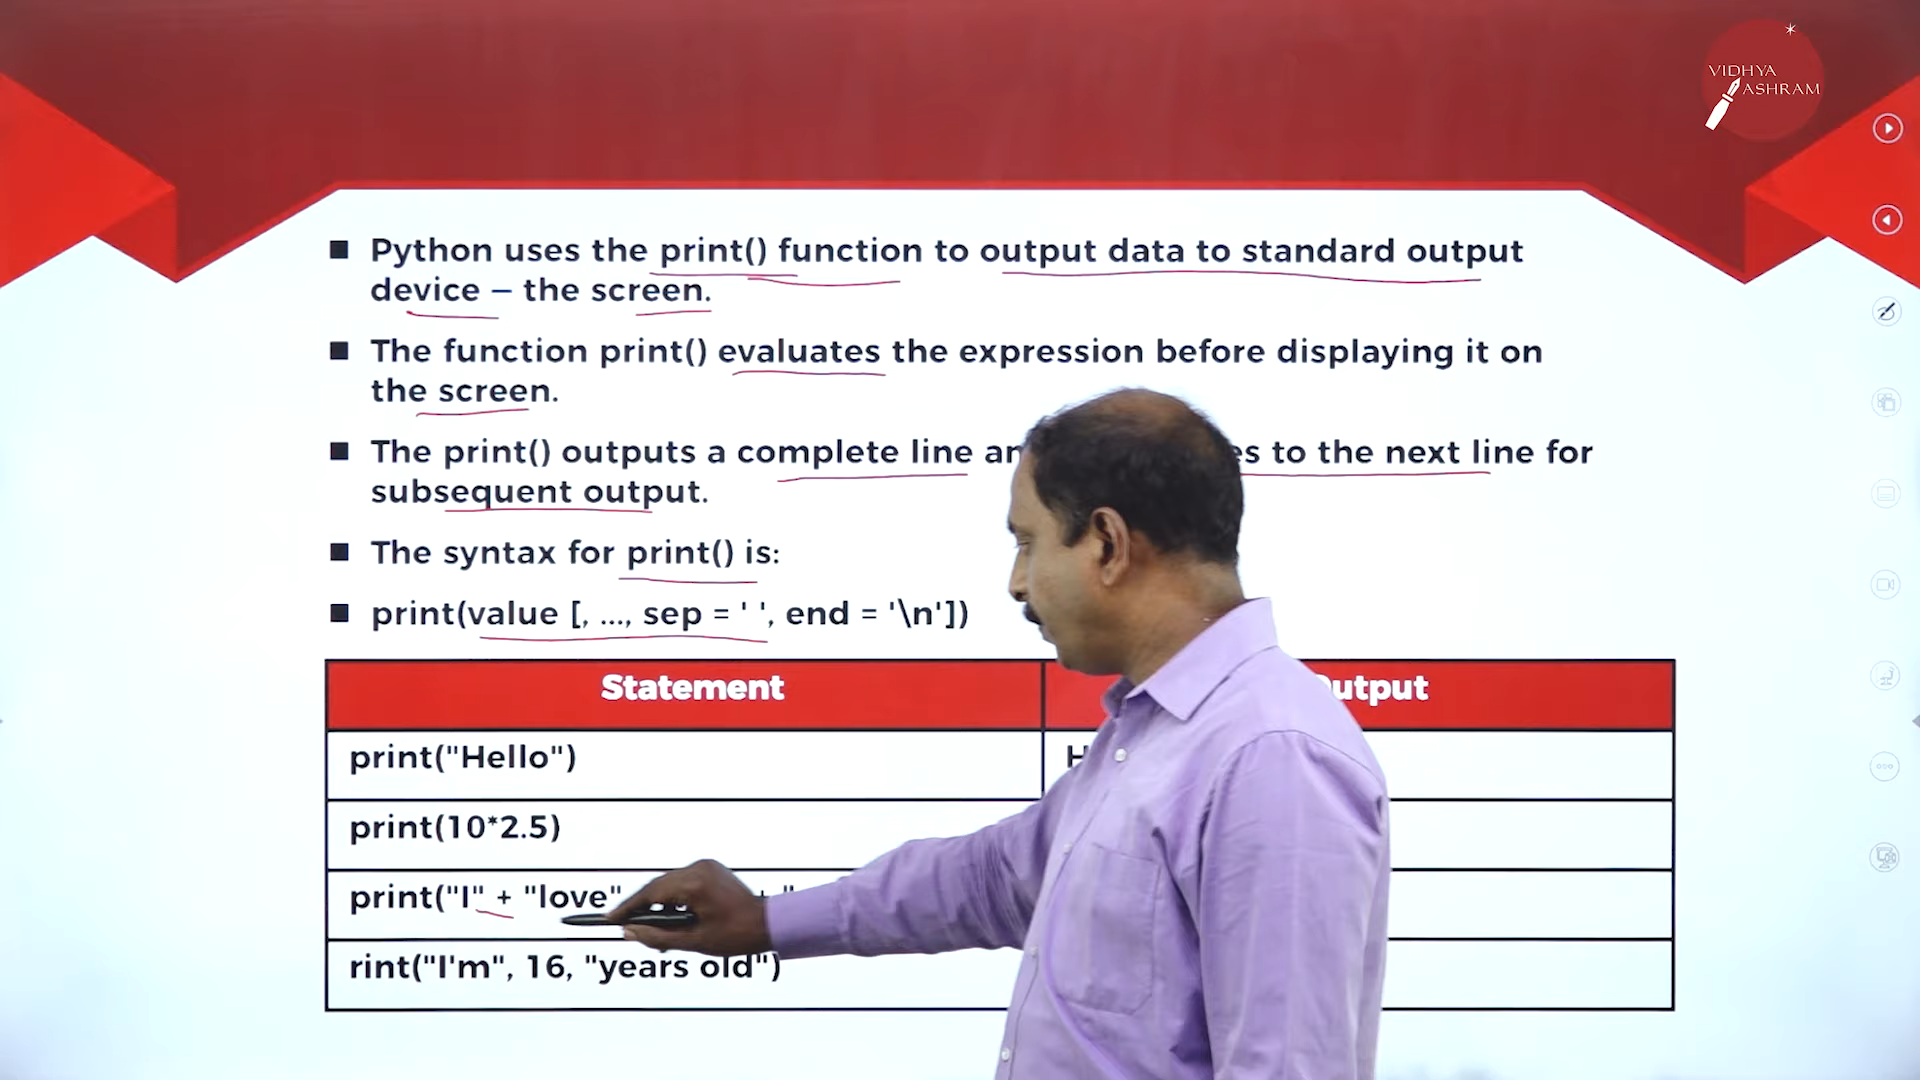 VIDHYA
ASHRAM
Python uses the print() function to output data to standard output
device – the screen.
The function print() evaluates the expression before displaying it on
the screen.
The print() outputs a complete line to the next line for
subsequent output.
The syntax for print() is:
print(value [, ..., sep = ' ', end = '\n'])
Statement
print("Hello")
print(10*2.5)
print("I" + "love"
rint("I'm", 16, "years old")